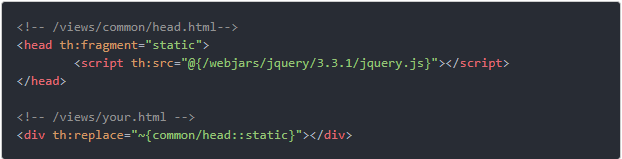 <!-- /views/common/head.html-->
<head th:fragment="static">
        <script th:src="@{/webjars/jquery/3.3.1/jquery.js}"></script>
</head>

<!-- /views/your.html -->
<div th:replace="~{common/head::static}"></div>